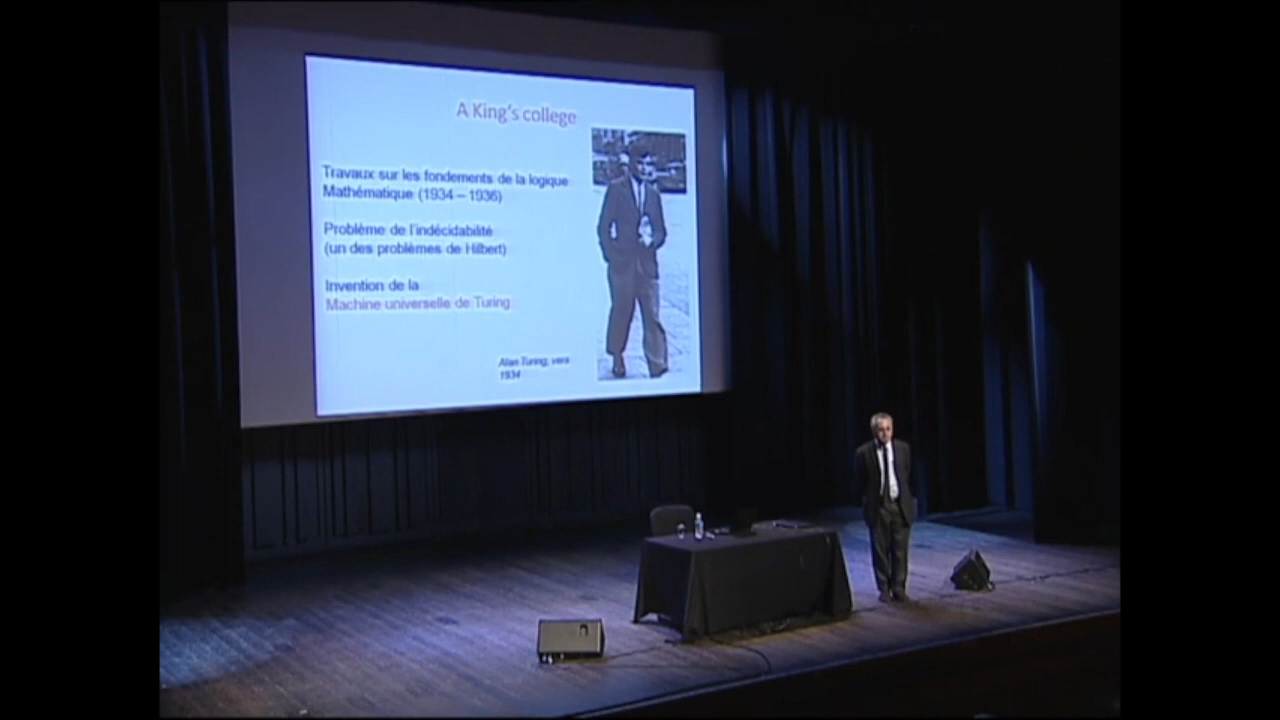 A King's college
Travaux sur les fondements de la logique
Mathématique (1934 – 1936)
Problème de l'indécidabilité
(un des problèmes de Hilbert)
Invention de la
Machine universelle de Turing
Alan Turing, vers
1934